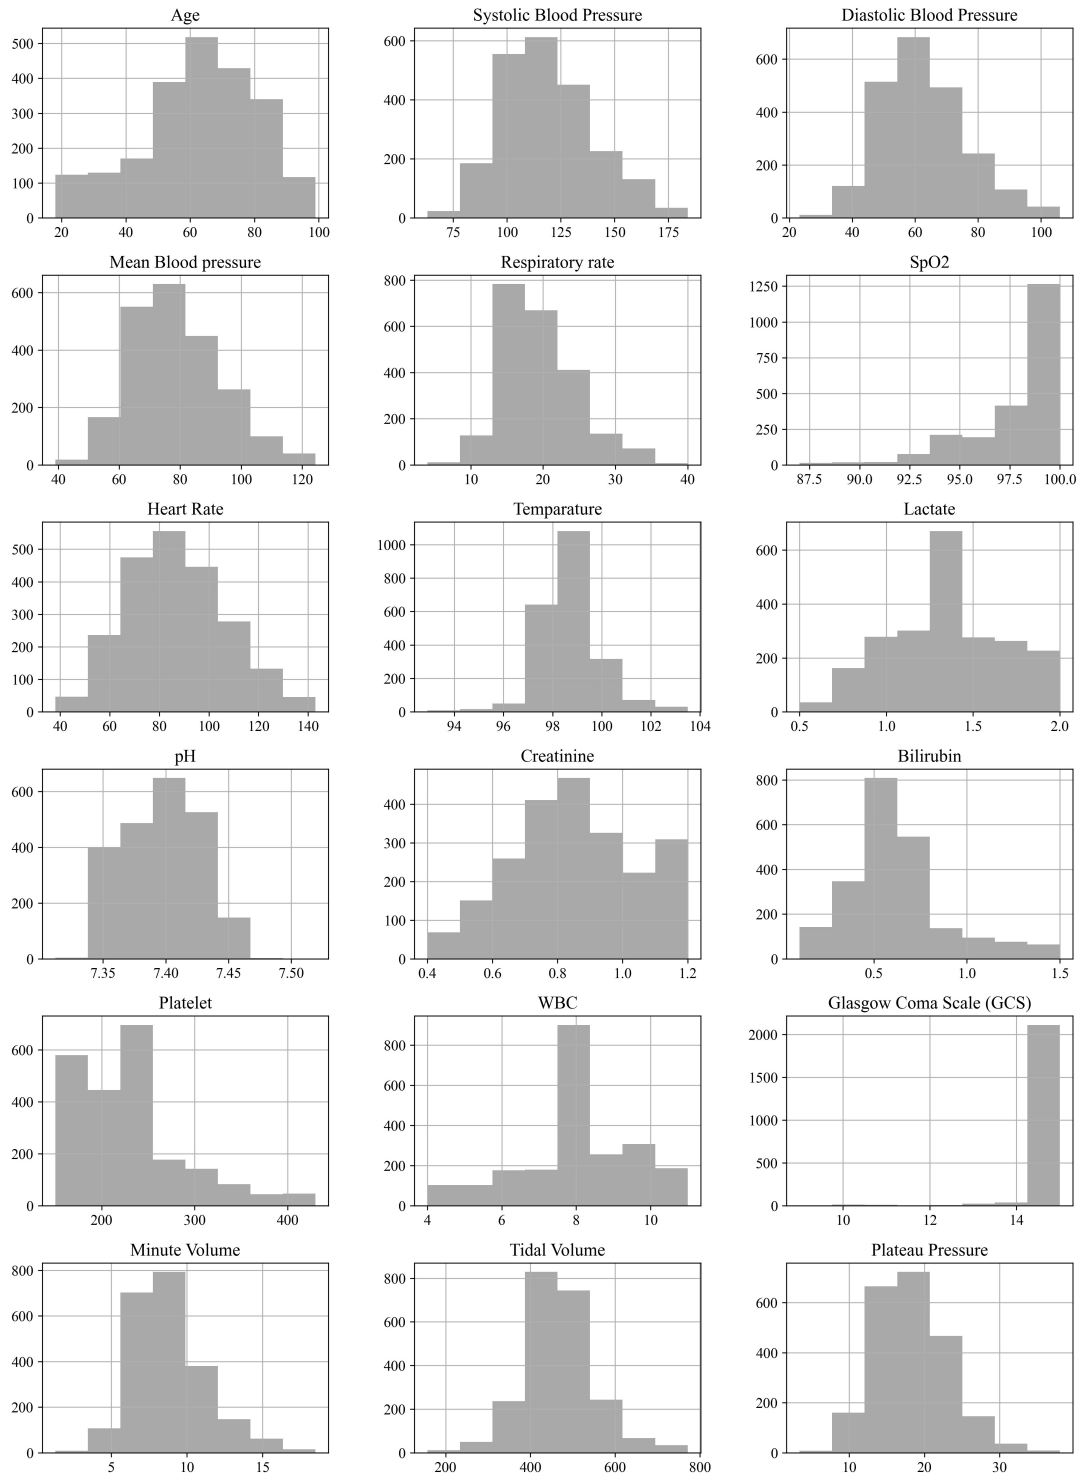 Age
Systolic Blood Pressure
Diastolic Blood Pressure
500
400
300
200
100
0
20 40 60 80 100
600
400
200
0
75 100 125 150 175
600
400
200
0
20 40 60 80 100
Mean Blood pressure
Respiratory rate
SpO2
600
400
200
0
40 60 80 100 120
800
600
400
200
0
10 20 30 40
1250
1000
750
500
250
0
87.5 90.0 92.5 95.0 97.5 100.0
Heart Rate
Temparature
Lactate
500
400
300
200
100
0
40 60 80 100 120 140
1000
800
600
400
200
0
94 96 98 100 102 104
600
400
200
0
0.5 1.0 1.5 2.0
pH
Creatinine
Bilirubin
600
400
200
0
7.35 7.40 7.45 7.50
400
300
200
100
0
0.4 0.6 0.8 1.0 1.2
800
600
400
200
0
0.5 1.0 1.5
Platelet
WBC
Glasgow Coma Scale (GCS)
600
400
200
0
200 300 400
800
600
400
200
0
4 6 8 10
2000
1500
1000
500
0
10 12 14
Minute Volume
Tidal Volume
Plateau Pressure
800
600
400
200
0
5 10 15
800
600
400
200
0
200 400 600 800
600
400
200
0
10 20 30